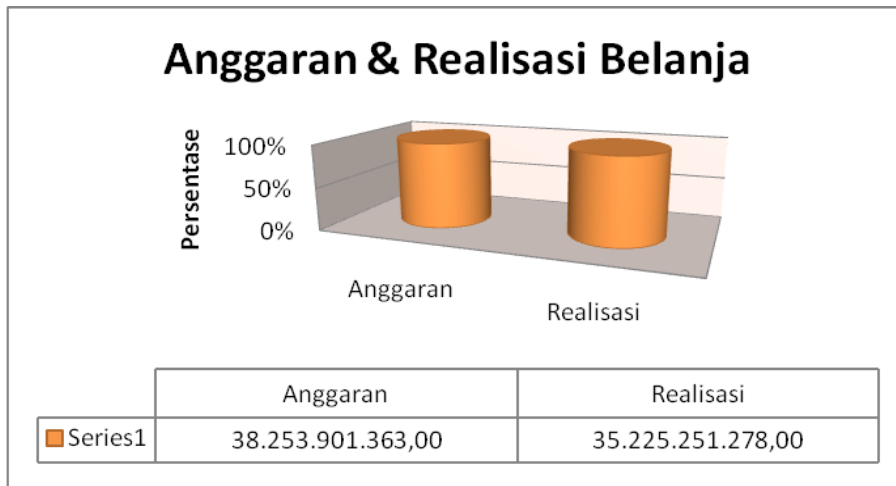 Anggaran & Realisasi Belanja
Persentase
100%
50%
0%
Anggaran
Realisasi
Anggaran Realisasi
Series1 38.253.901.363,00 35.225.251.278,00